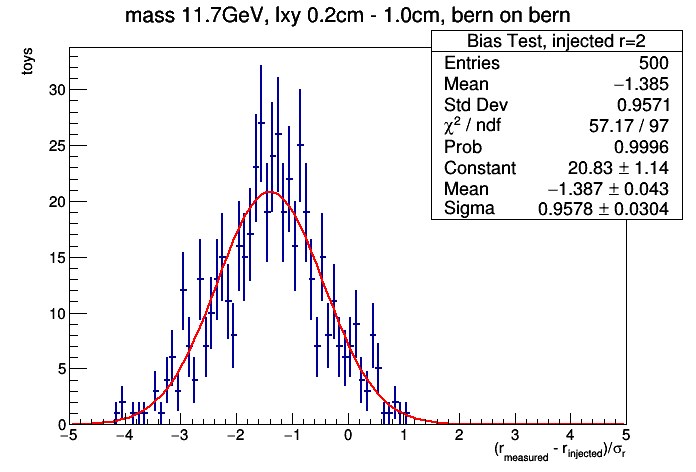 mass 11.7GeV, lxy 0.2cm - 1.0cm, bern on bern
Bias Test, injected r=2
Entries 500
Mean −1.385
Std Dev 0.9571
χ² / ndf 57.17 / 97
Prob 0.9996
Constant 20.83 ± 1.14
Mean −1.387 ± 0.043
Sigma 0.9578 ± 0.0304
toys
30
25
20
15
10
5
0
−5 −4 −3 −2 −1 0 1 2 3 4 5
(r_measured - r_injected)/σ_r